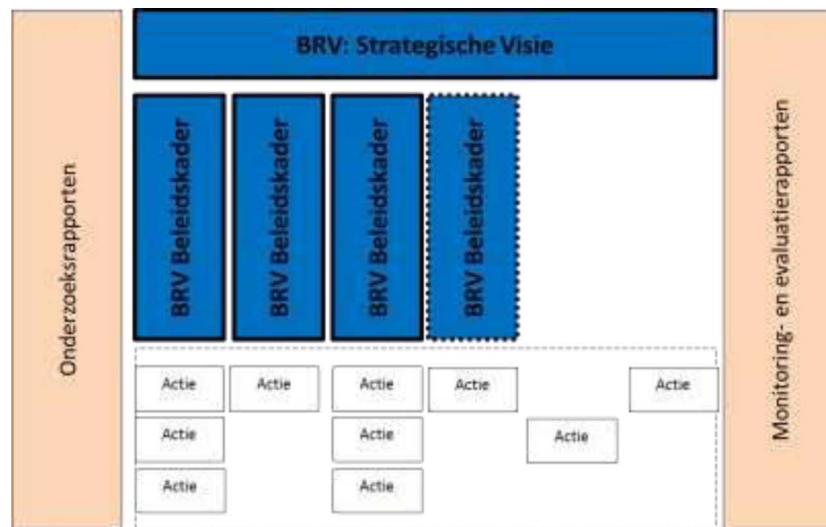 Onderzoeksrapporten
BRV: Strategische Visie
BRV Beleidskader
BRV Beleidskader
BRV Beleidskader
BRV Beleidskader
Actie
Actie
Actie
Actie
Actie
Actie
Actie
Actie
Actie
Actie
Monitoring- en evaluatierapporten